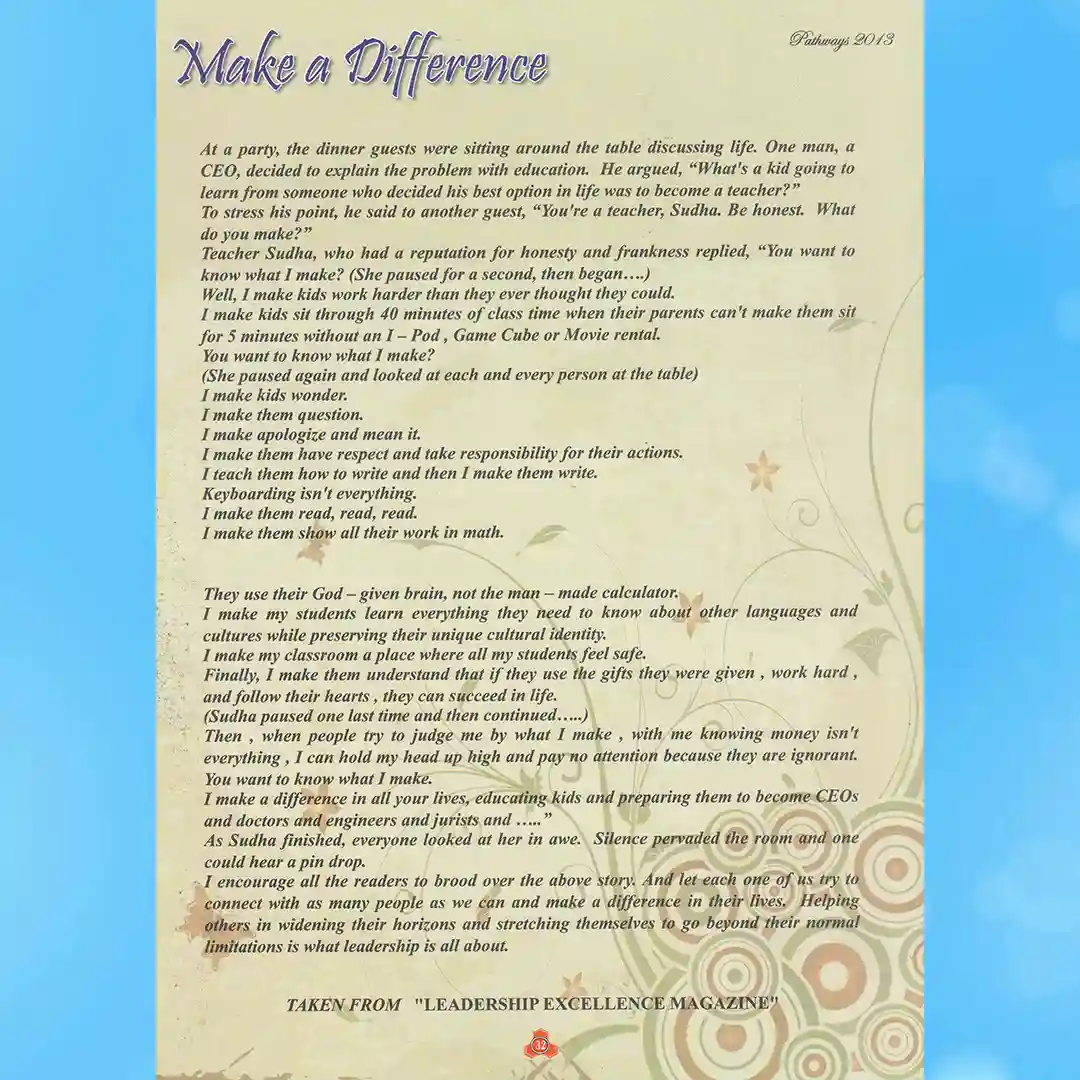 Make a Difference
Pathways 2013
At a party, the dinner guests were sitting around the table discussing life. One man, a
CEO, decided to explain the problem with education. He argued, “What's a kid going to
learn from someone who decided his best option in life was to become a teacher?”
To stress his point, he said to another guest, “You're a teacher, Sudha. Be honest. What
do you make?”
Teacher Sudha, who had a reputation for honesty and frankness replied, “You want to
know what I make? (She paused for a second, then began….)
Well, I make kids work harder than they ever thought they could.
I make kids sit through 40 minutes of class time when their parents can't make them sit
for 5 minutes without an I – Pod , Game Cube or Movie rental.
You want to know what I make?
(She paused again and looked at each and every person at the table)
I make kids wonder.
I make them question.
I make apologize and mean it.
I make them have respect and take responsibility for their actions.
I teach them how to write and then I make them write.
Keyboarding isn't everything.
I make them read, read, read.
I make them show all their work in math.
They use their God – given brain, not the man – made calculator.
I make my students learn everything they need to know about other languages and
cultures while preserving their unique cultural identity.
I make my classroom a place where all my students feel safe.
Finally, I make them understand that if they use the gifts they were given , work hard ,
and follow their hearts , they can succeed in life.
(Sudha paused one last time and then continued…..)
Then , when people try to judge me by what I make , with me knowing money isn't
everything , I can hold my head up high and pay no attention because they are ignorant.
You want to know what I make.
I make a difference in all your lives, educating kids and preparing them to become CEOs
and doctors and engineers and jurists and …..”
As Sudha finished, everyone looked at her in awe. Silence pervaded the room and one
could hear a pin drop.
I encourage all the readers to brood over the above story. And let each one of us try to
connect with as many people as we can and make a difference in their lives. Helping
others in widening their horizons and stretching themselves to go beyond their normal
limitations is what leadership is all about.
TAKEN FROM "LEADERSHIP EXCELLENCE MAGAZINE"
32